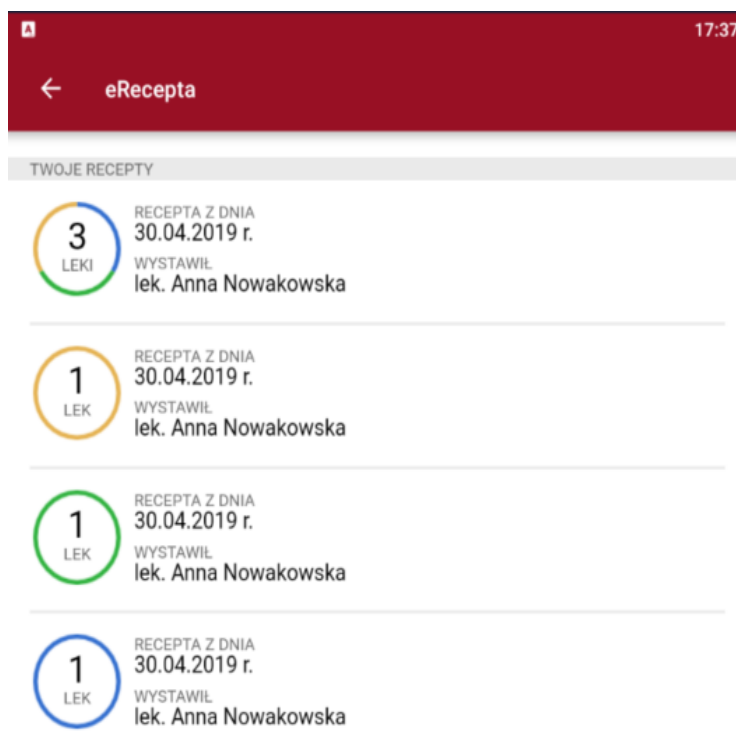 A
17:37
eRecepta
TWOJE RECEPTY
3
LEKI
RECEPTA Z DNIA
30.04.2019 r.
WYSTAWIŁ
lek. Anna Nowakowska
1
LEK
RECEPTA Z DNIA
30.04.2019 r.
WYSTAWIŁ
lek. Anna Nowakowska
1
LEK
RECEPTA Z DNIA
30.04.2019 r.
WYSTAWIŁ
lek. Anna Nowakowska
1
LEK
RECEPTA Z DNIA
30.04.2019 r.
WYSTAWIŁ
lek. Anna Nowakowska